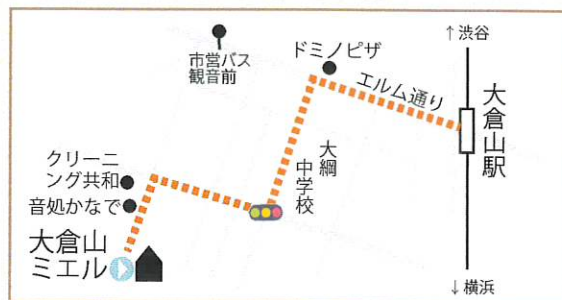 市営バス
観音前
ドミノピザ
エルム通り
↑渋谷
大倉山駅
↓横浜
大綱
中学校
クリーニ
ング共和
音処かなで
大倉山
ミエル